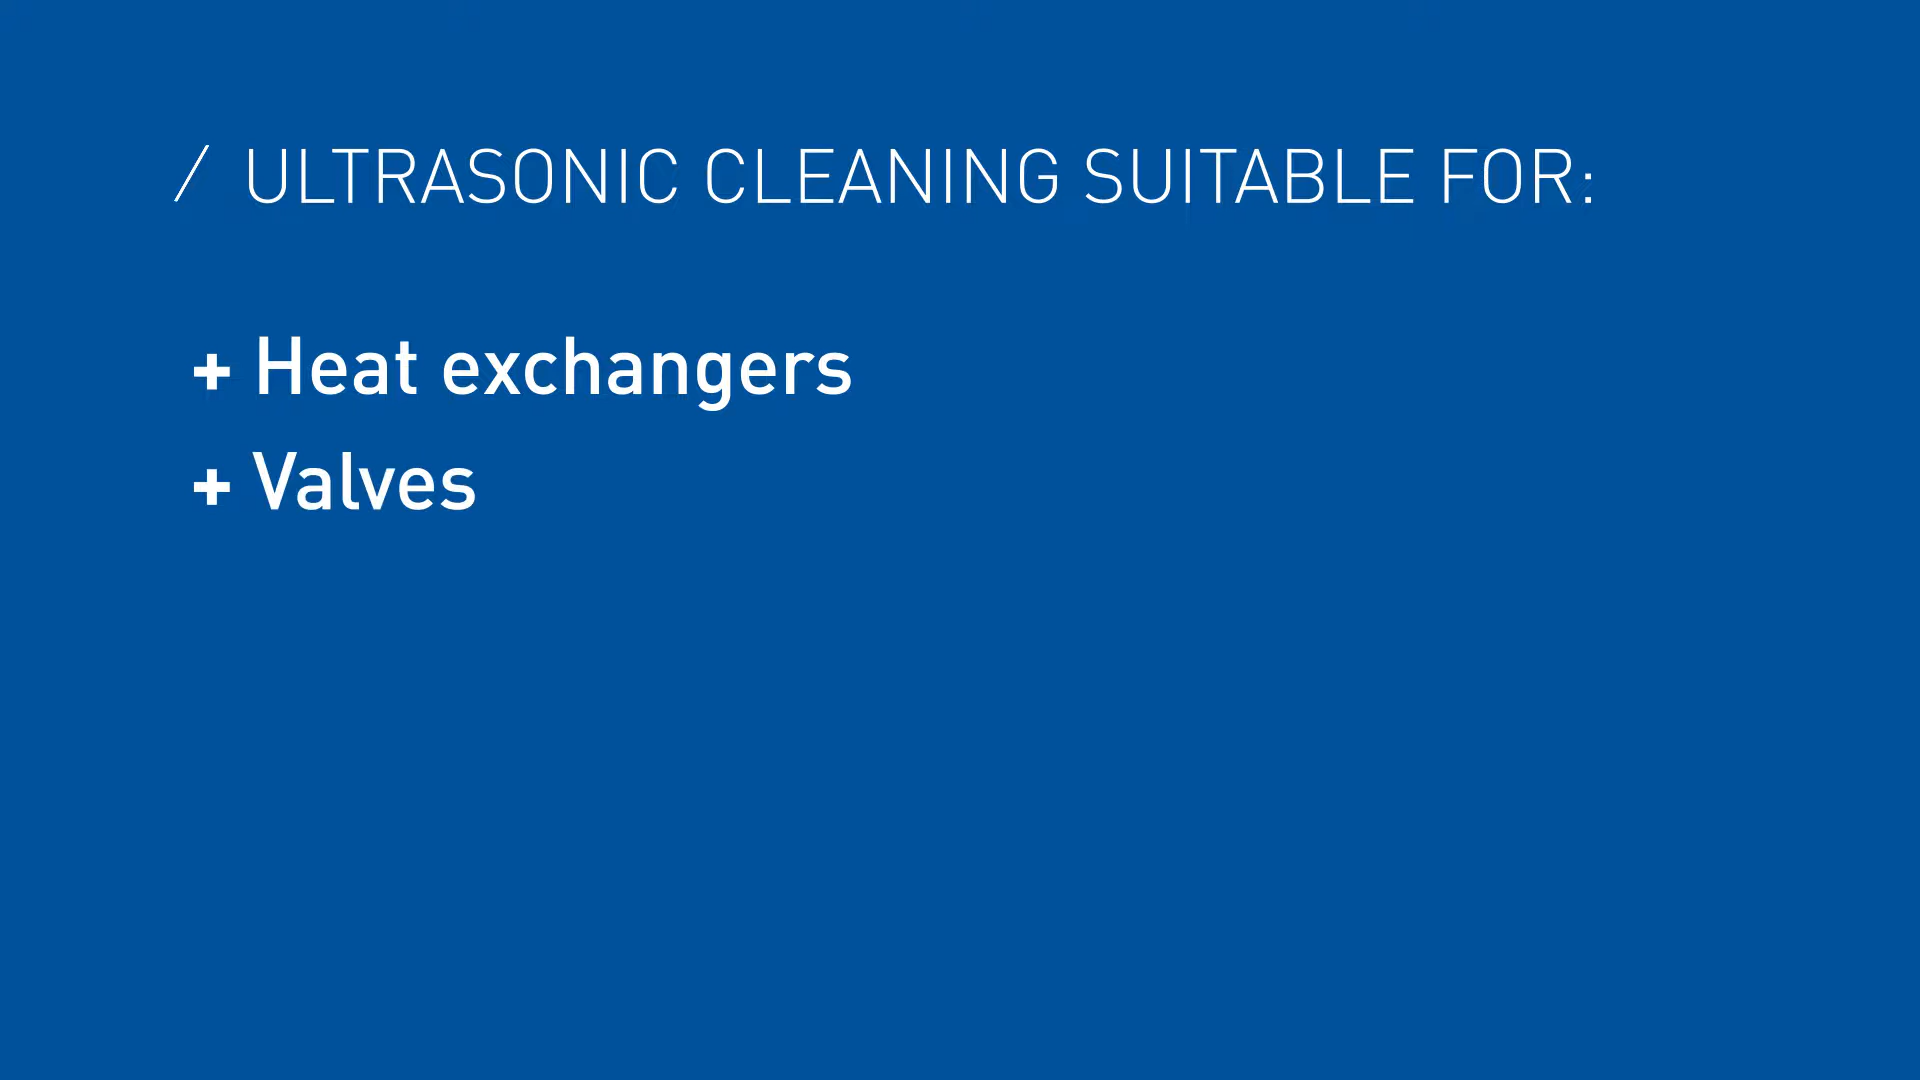 / ULTRASONIC CLEANING SUITABLE FOR:
+ Heat exchangers
+ Valves